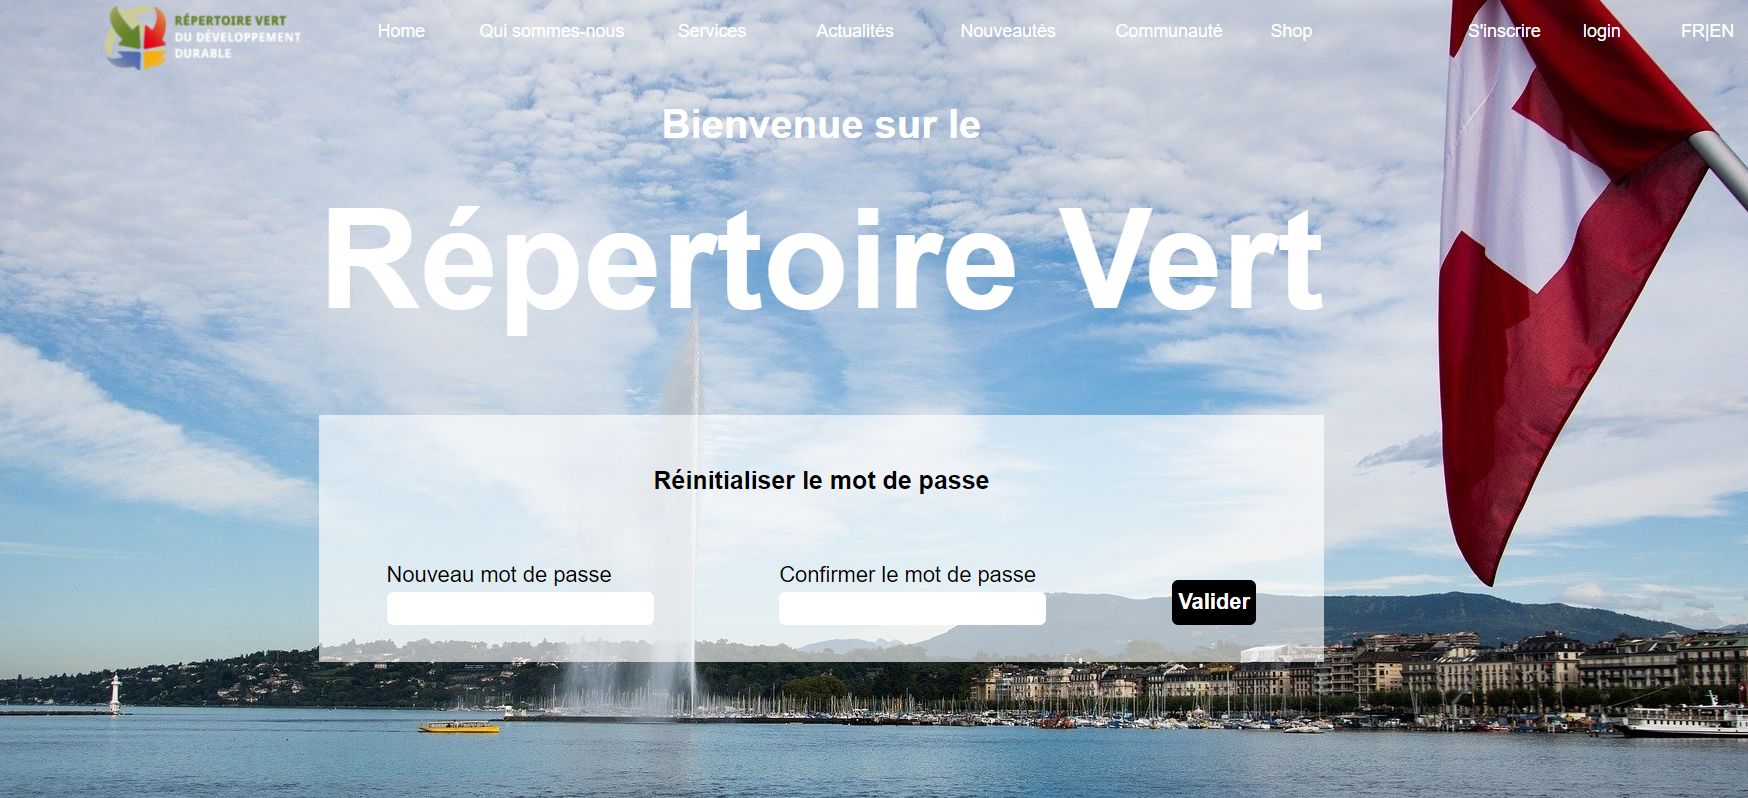 RÉPERTOIRE VERT
DU DÉVELOPPEMENT
DURABLE
Home Qui sommes-nous Services Actualités Nouveautés Communauté Shop S'inscrire login FR|EN
Bienvenue sur le
Répertoire Vert
Réinitialiser le mot de passe
Nouveau mot de passe Confirmer le mot de passe
Valider